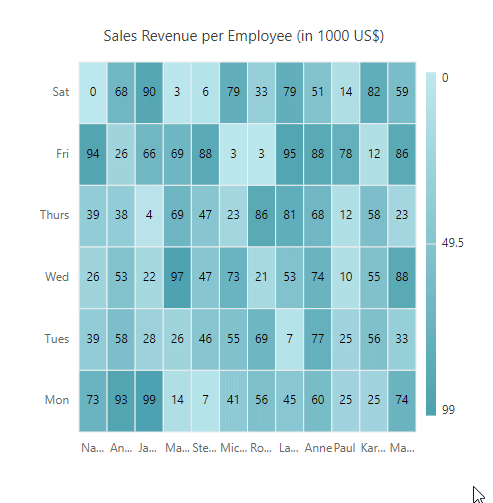 Sales Revenue per Employee (in 1000 US$)
Sat 0 68 90 3 6 79 33 79 51 14 82 59 0
Fri 94 26 66 69 88 3 3 95 88 78 12 86
Thurs 39 38 4 69 47 23 86 81 68 12 58 23
49.5
Wed 26 53 22 97 47 73 21 53 74 10 55 88
Tues 39 58 28 26 46 55 69 7 77 25 56 33
Mon 73 93 99 14 7 41 56 45 60 25 25 74 99
Na... An... Ja... Ma... Ste... Mic... Ro... La... Anne Paul Kar... Ma...